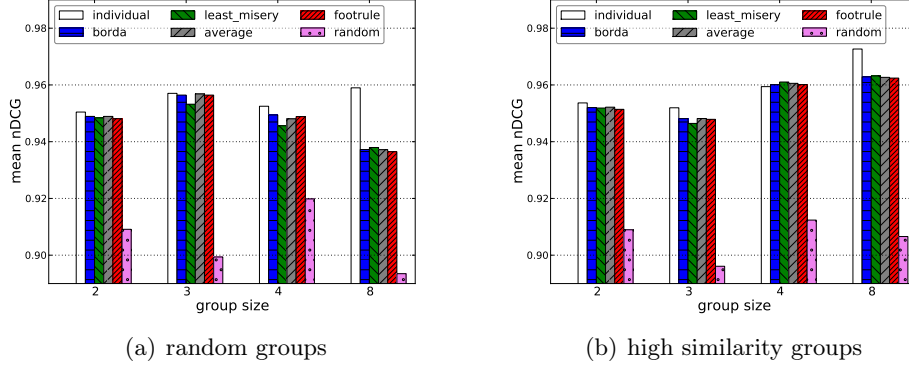 individual least_misery footrule
borda average random
mean nDCG
0.98
0.96
0.94
0.92
0.90
2 3 4 8
group size
(a) random groups
individual least_misery footrule
borda average random
mean nDCG
0.98
0.96
0.94
0.92
0.90
2 3 4 8
group size
(b) high similarity groups